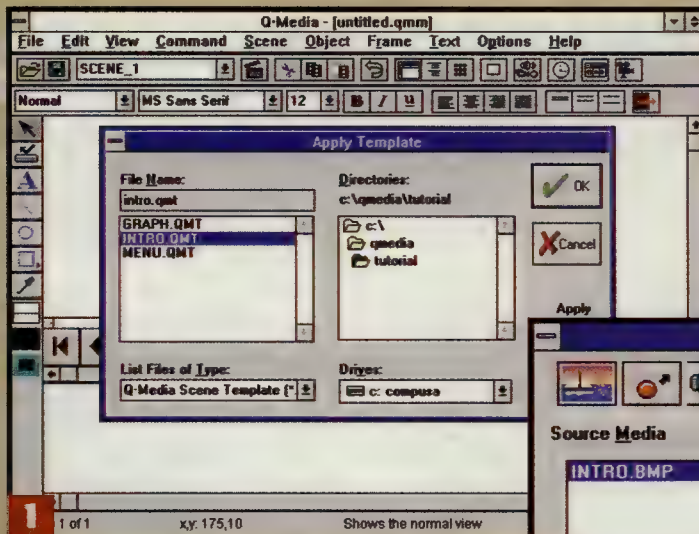 Q-Media - [untitled.qmm]
File Edit View Command Scene Object Frame Text Options Help
SCENE_1
Normal MS Sans Serif 12 B I U
Apply Template
File Name:
intro.qmt
GRAPH.QMT
INTRO.QMT
MENU.QMT
Directories:
c:\qmedia\tutorial
c:\
qmedia
tutorial
OK
Cancel
Apply
List Files of Type:
Q-Media Scene Template (*.
Drives:
c: compusa
Source Media
INTRO.BMP
1
1 of 1 x,y: 175,10 Shows the normal view